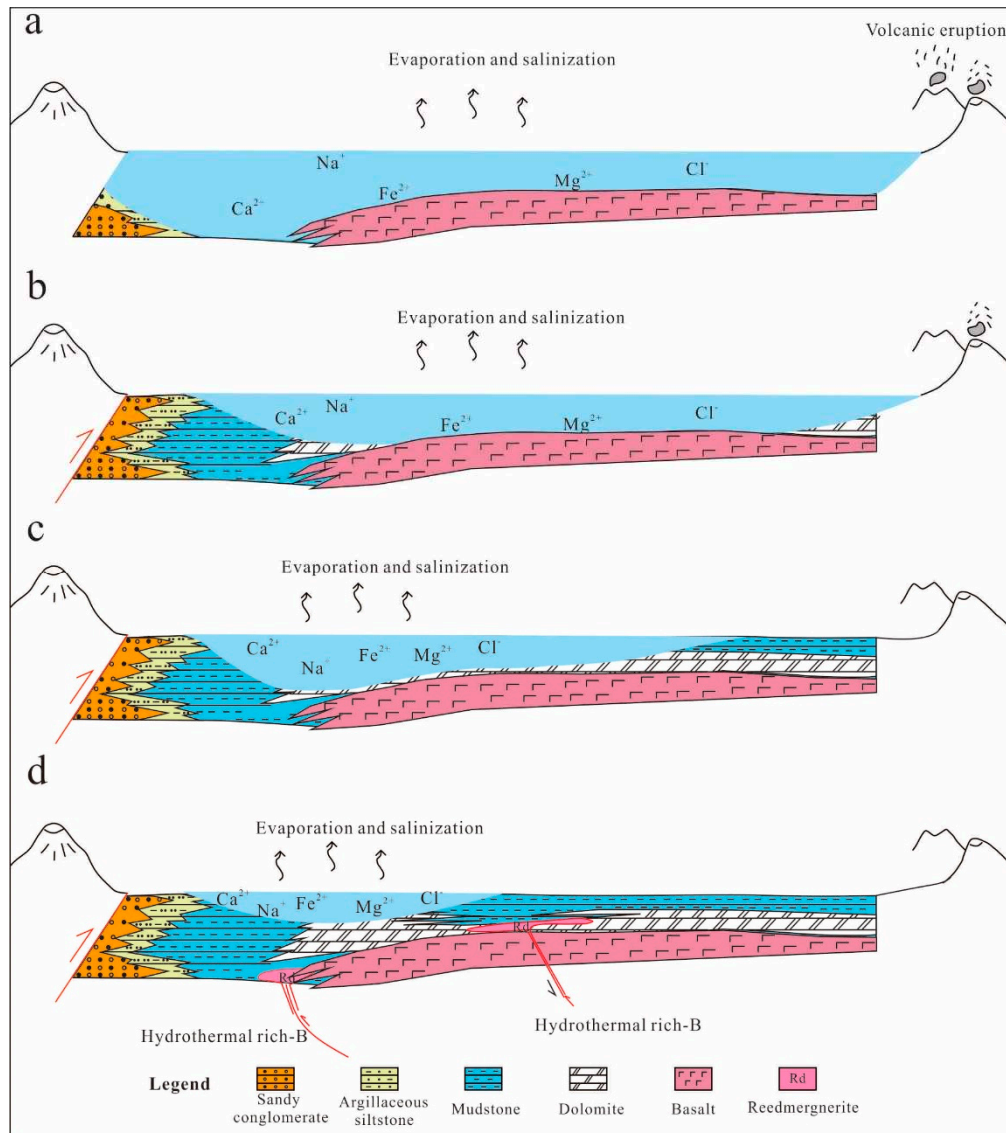 a
Volcanic eruption
Evaporation and salinization
Na⁺
Cl⁻
Fe²⁺
Mg²⁺
Ca²⁺
b
Evaporation and salinization
Na⁺
Ca²⁺
Cl⁻
Fe²⁺
Mg²⁺
c
Evaporation and salinization
Ca²⁺
Cl⁻
Fe²⁺
Mg²⁺
Na⁺
d
Evaporation and salinization
Ca²⁺
Fe²⁺
Cl⁻
Na⁺
Mg²⁺
Rd
Rd
Hydrothermal rich-B
Hydrothermal rich-B
Legend
Sandy
conglomerate
Argillaceous
siltstone
Mudstone
Dolomite
Basalt
Rd
Reedmergnerite